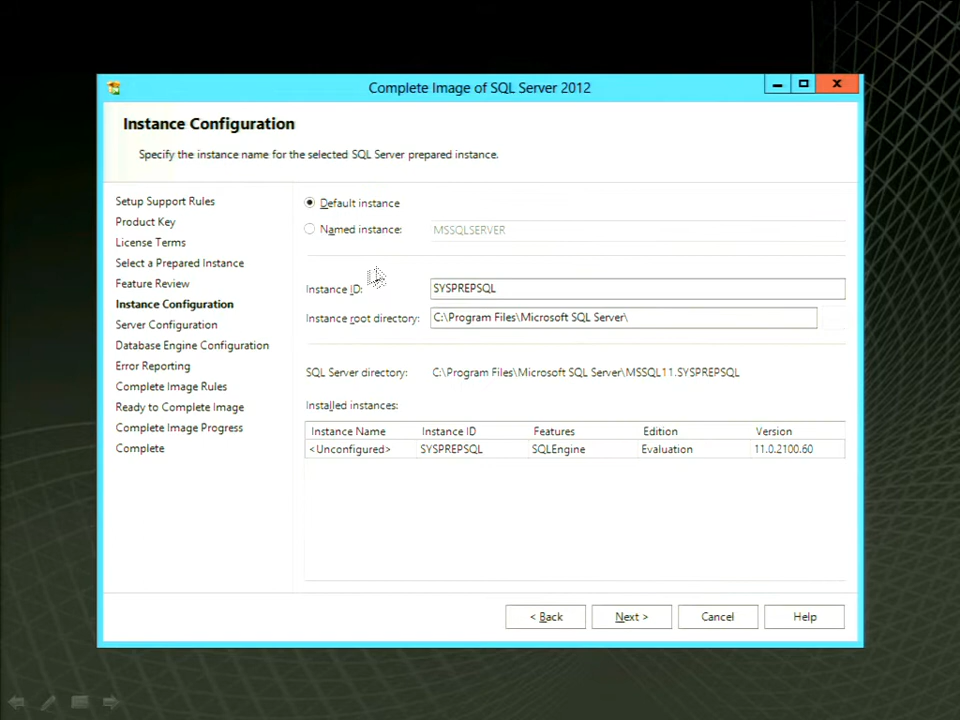 Complete Image of SQL Server 2012
Instance Configuration
Specify the instance name for the selected SQL Server prepared instance.
Setup Support Rules
Product Key
License Terms
Select a Prepared Instance
Feature Review
Instance Configuration
Server Configuration
Database Engine Configuration
Error Reporting
Complete Image Rules
Ready to Complete Image
Complete Image Progress
Complete
Default instance
Named instance: MSSQLSERVER
Instance ID: SYSPREPSQL
Instance root directory: C:\Program Files\Microsoft SQL Server\
SQL Server directory: C:\Program Files\Microsoft SQL Server\MSSQL11.SYSPREPSQL
Installed instances:
Instance Name Instance ID Features Edition Version
<Unconfigured> SYSPREPSQL SQLEngine Evaluation 11.0.2100.60
< Back Next > Cancel Help